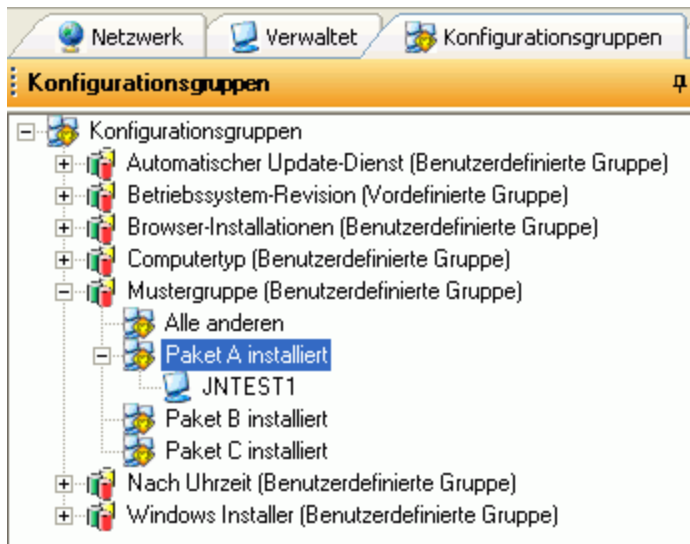 Netzwerk Verwaltet Konfigurationsgruppen
Konfigurationsgruppen
Konfigurationsgruppen
Automatischer Update-Dienst (Benutzerdefinierte Gruppe)
Betriebssystem-Revision (Vordefinierte Gruppe)
Browser-Installationen (Benutzerdefinierte Gruppe)
Computertyp (Benutzerdefinierte Gruppe)
Mustergruppe (Benutzerdefinierte Gruppe)
Alle anderen
Paket A installiert
JNTEST1
Paket B installiert
Paket C installiert
Nach Uhrzeit (Benutzerdefinierte Gruppe)
Windows Installer (Benutzerdefinierte Gruppe)